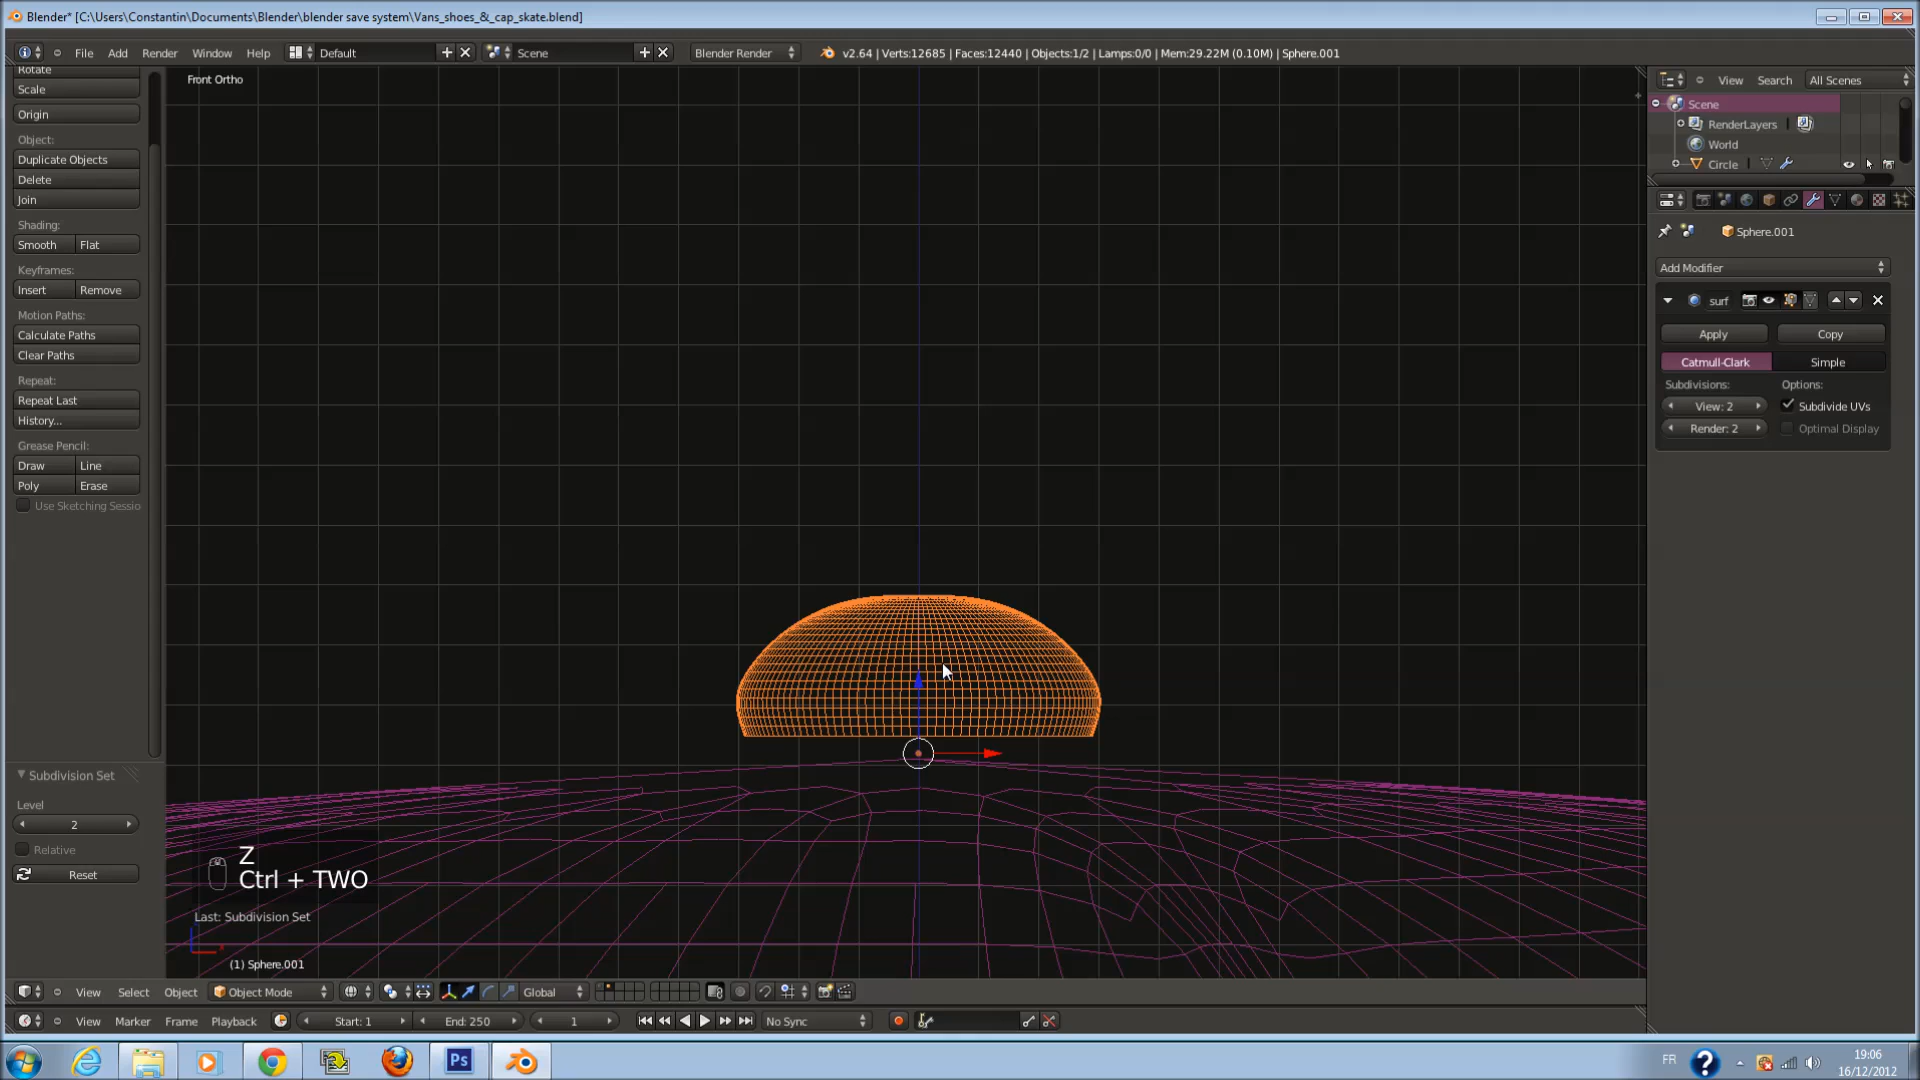 Blender* [C:\Users\Constantin\Documents\Blender\blender save system\Vans_shoes_&_cap_skate.blend]
File Add Render Window Help Default Scene Blender Render v2.64 | Verts:12685 | Faces:12440 | Objects:1/2 | Lamps:0/0 | Mem:29.22M (0.10M) | Sphere.001
Rotate
Scale
Origin
Object:
Duplicate Objects
Delete
Join
Shading:
Smooth Flat
Keyframes:
Insert Remove
Motion Paths:
Calculate Paths
Clear Paths
Repeat:
Repeat Last
History...
Grease Pencil:
Draw Line
Poly Erase
Use Sketching Sessio
Subdivision Set
Level
2
Relative
Reset
Front Ortho
Z
Ctrl + TWO
Last: Subdivision Set
(1) Sphere.001
View Search All Scenes
Scene
RenderLayers
World
Circle
Sphere.001
Add Modifier
surf
Apply Copy
Catmull-Clark Simple
Subdivisions: Options:
View: 2 Subdivide UVs
Render: 2 Optimal Display
View Select Object Object Mode Global
View Marker Frame Playback Start: 1 End: 250 1 No Sync
Ps
FR
?
19:06
16/12/2012